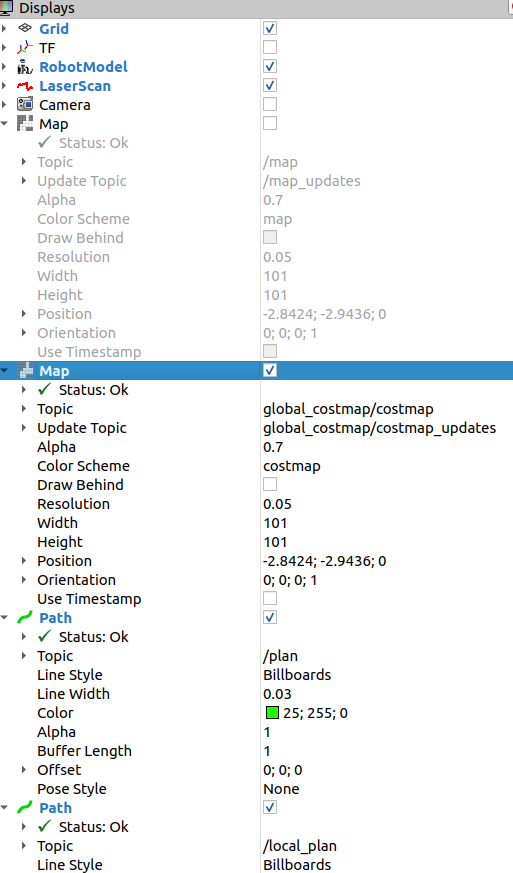 Displays
Grid
TF
RobotModel
LaserScan
Camera
Map
Status: Ok
Topic /map
Update Topic /map_updates
Alpha 0.7
Color Scheme map
Draw Behind
Resolution 0.05
Width 101
Height 101
Position -2.8424; -2.9436; 0
Orientation 0; 0; 0; 1
Use Timestamp
Map
Status: Ok
Topic global_costmap/costmap
Update Topic global_costmap/costmap_updates
Alpha 0.7
Color Scheme costmap
Draw Behind
Resolution 0.05
Width 101
Height 101
Position -2.8424; -2.9436; 0
Orientation 0; 0; 0; 1
Use Timestamp
Path
Status: Ok
Topic /plan
Line Style Billboards
Line Width 0.03
Color 25; 255; 0
Alpha 1
Buffer Length 1
Offset 0; 0; 0
Pose Style None
Path
Status: Ok
Topic /local_plan
Line Style Billboards